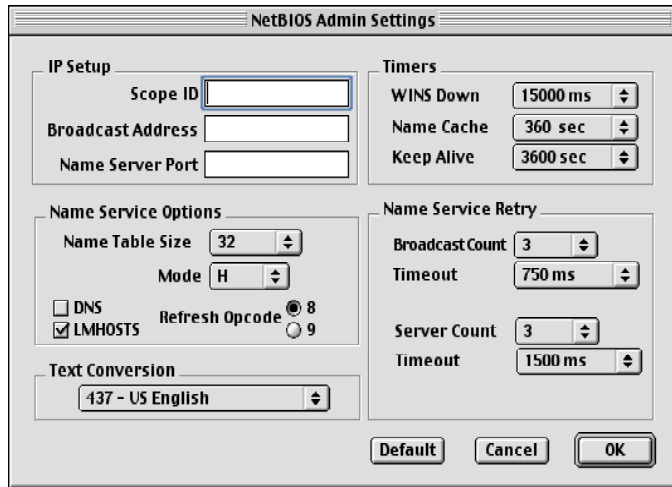 NetBIOS Admin Settings
IP Setup
Scope ID
Broadcast Address
Name Server Port
Timers
WINS Down 15000 ms
Name Cache 360 sec
Keep Alive 3600 sec
Name Service Options
Name Table Size 32
Mode H
DNS
LMHOSTS
Refresh Opcode 8
9
Name Service Retry
Broadcast Count 3
Timeout 750 ms
Server Count 3
Timeout 1500 ms
Text Conversion
437 - US English
Default Cancel OK